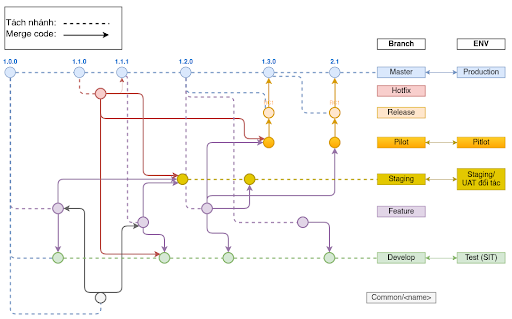 Tách nhánh:
Merge code:
1.0.0
1.1.0
1.1.1
1.2.0
1.3.0
2.1
Branch
ENV
Master
Production
Hotfix
Release
Pilot
Pitlot
Staging
Staging/
UAT đối tác
Feature
Develop
Test (SIT)
Common/<name>